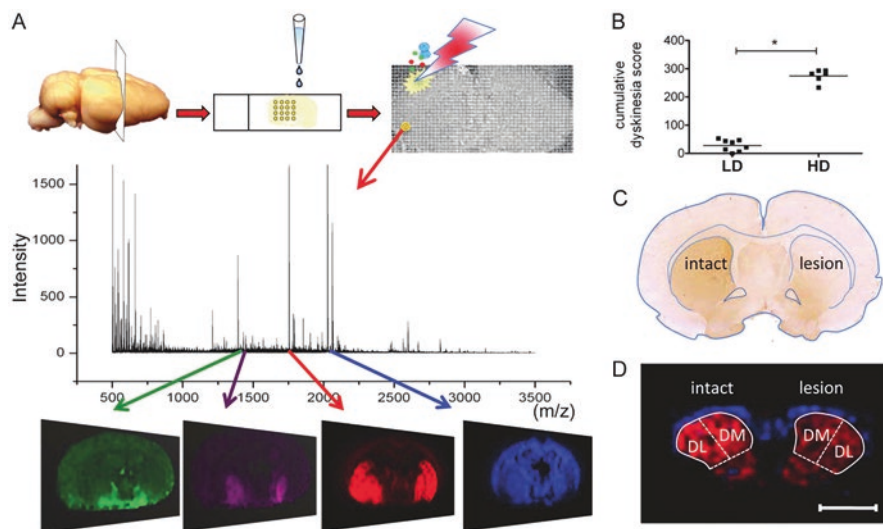 A
1500
1000
500
0
Intensity
500
1000
1500
2000
2500
3000
3500
(m/z)
B
cumulative
dyskinesia score
400
300
200
100
0
*
LD
HD
C
intact
lesion
D
intact
lesion
DL
DM
DM
DL